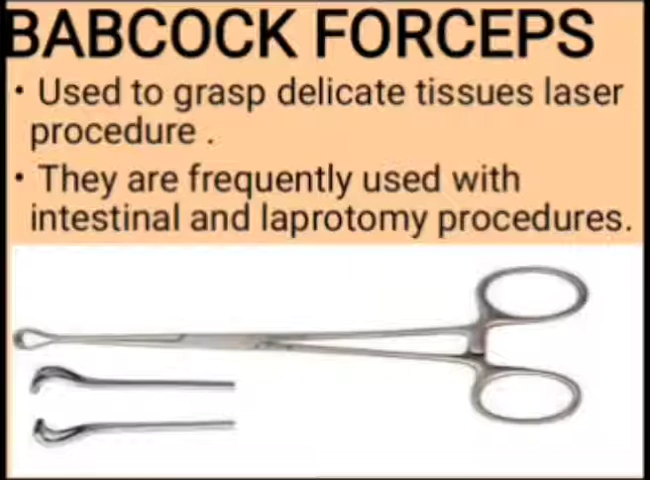 BABCOCK FORCEPS
• Used to grasp delicate tissues laser
procedure .
• They are frequently used with
intestinal and laprotomy procedures.